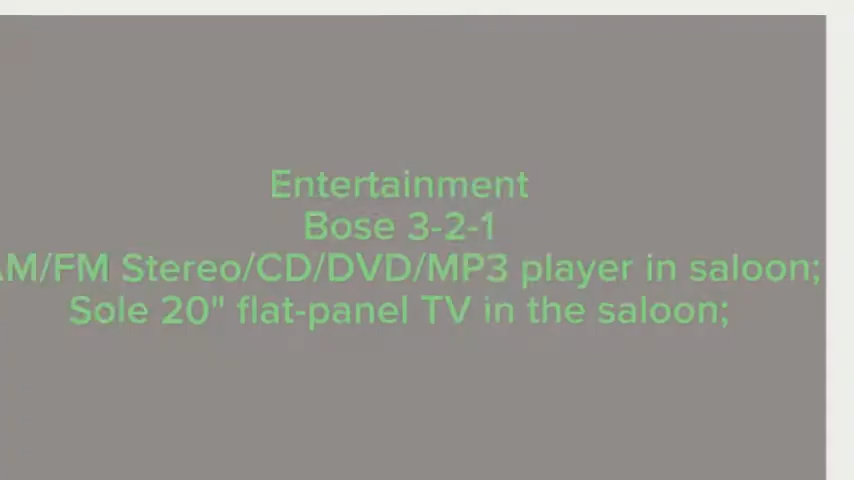 Entertainment
Bose 3-2-1
AM/FM Stereo/CD/DVD/MP3 player in saloon;
Sole 20" flat-panel TV in the saloon;